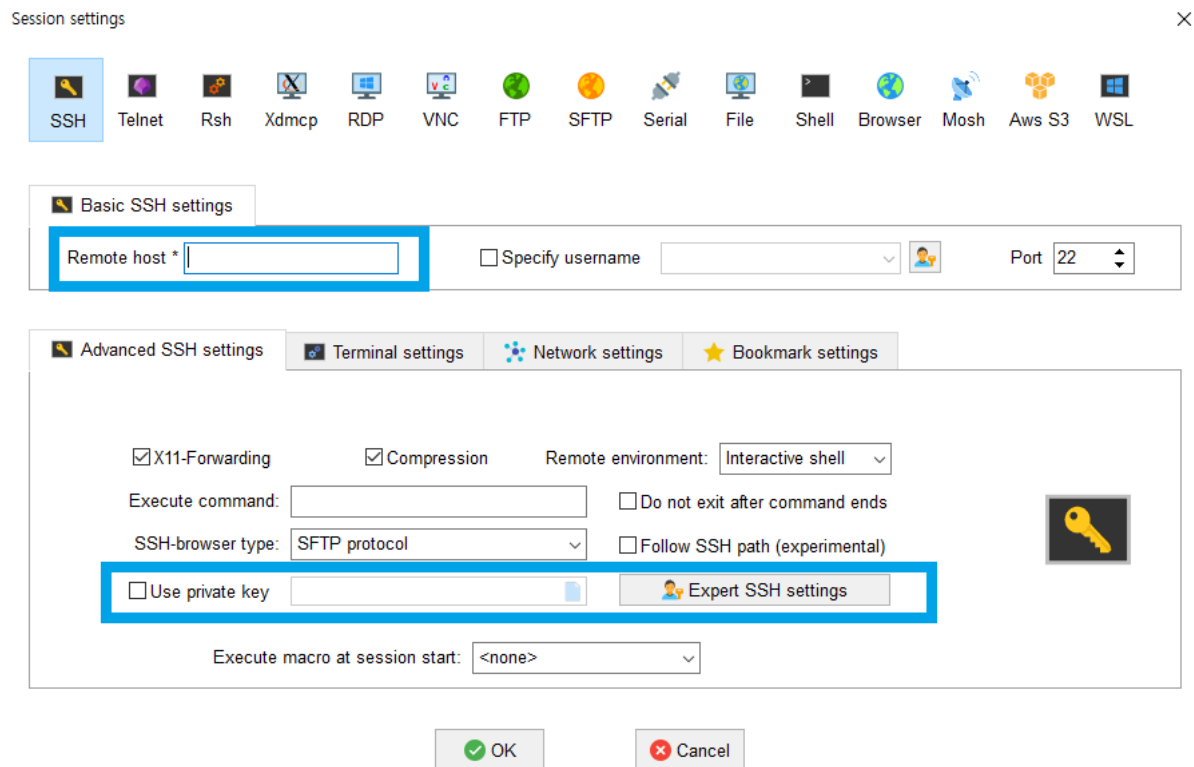 Session settings
SSH Telnet Rsh Xdmcp RDP VNC FTP SFTP Serial File Shell Browser Mosh Aws S3 WSL
Basic SSH settings
Remote host * Specify username Port 22
Advanced SSH settings Terminal settings Network settings Bookmark settings
X11-Forwarding Compression Remote environment: Interactive shell
Execute command: Do not exit after command ends
SSH-browser type: SFTP protocol Follow SSH path (experimental)
Use private key Expert SSH settings
Execute macro at session start: <none>
OK Cancel